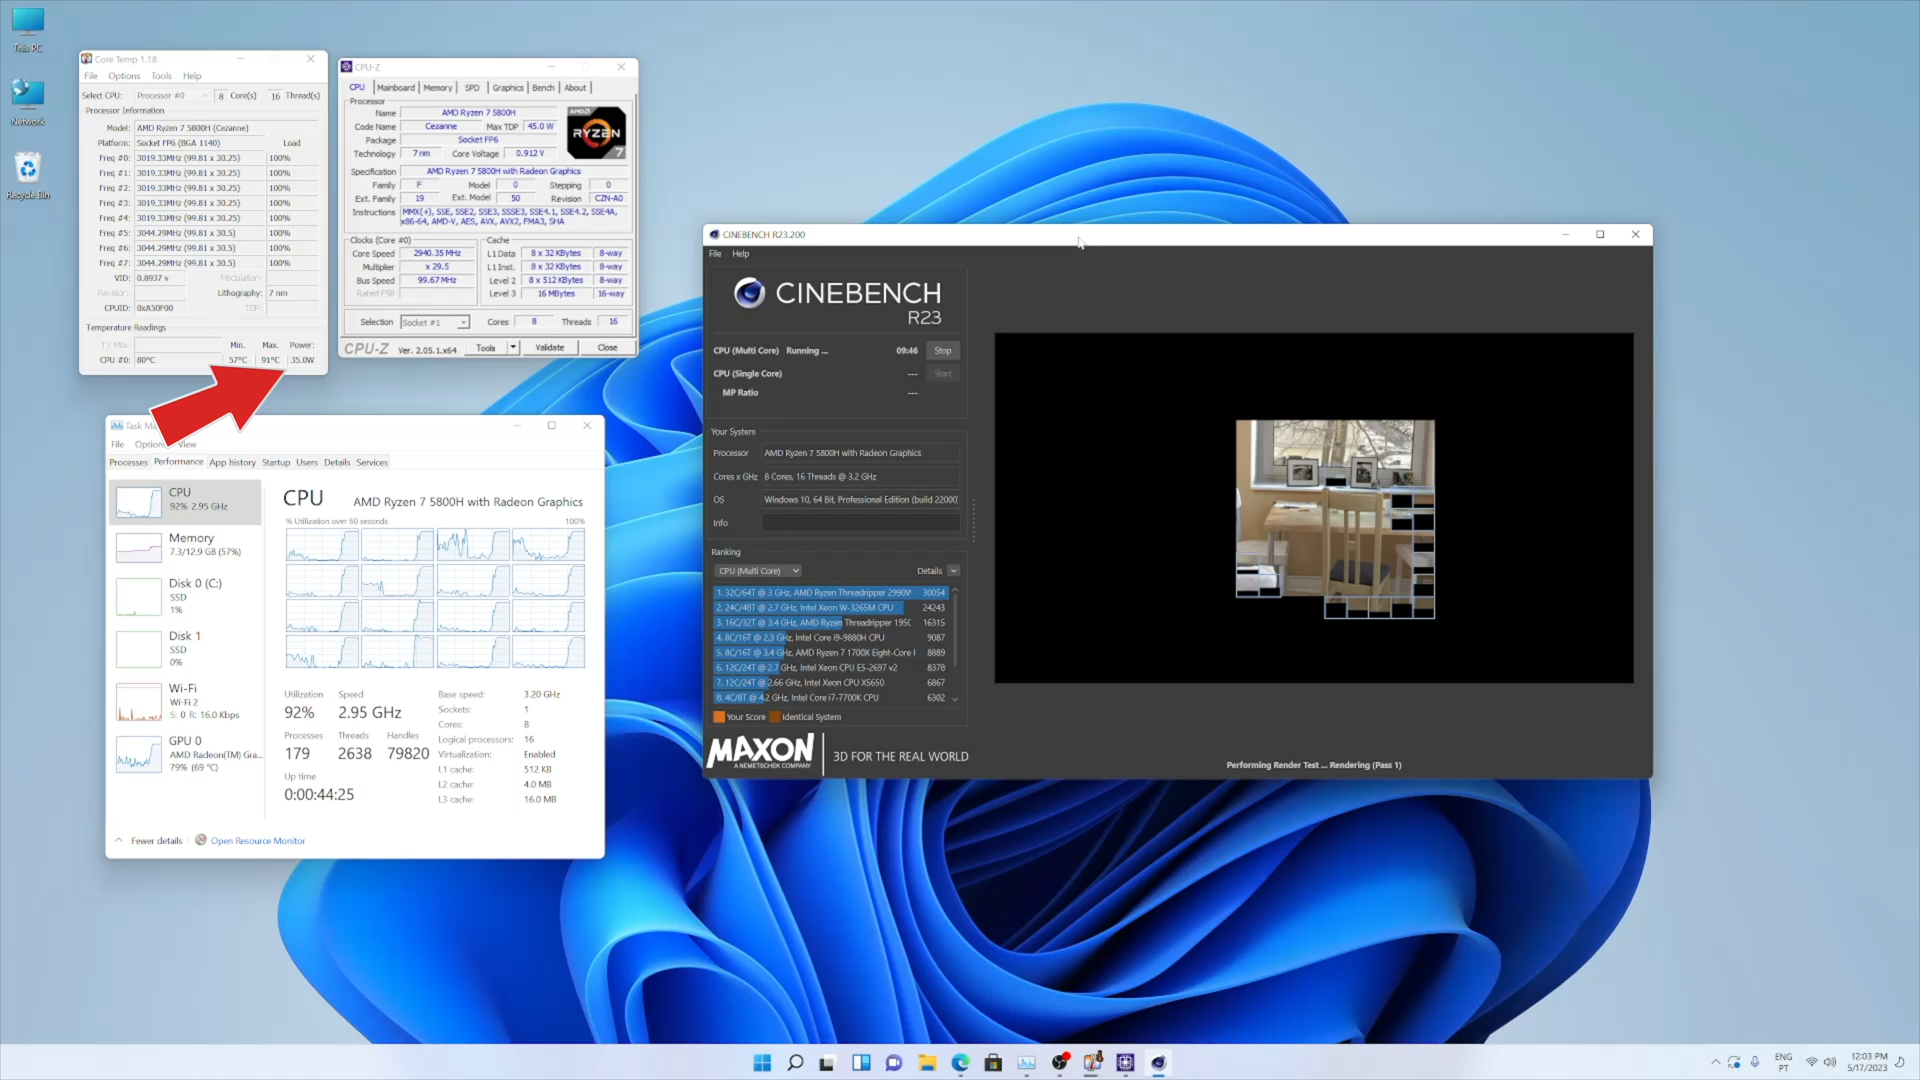 This PC
Network
Recycle Bin
Core Temp 1.18
File Options Tools Help
Select CPU: Processor #0 8 Core(s) 16 Thread(s)
Processor Information
Model: AMD Ryzen 7 5800H (Cezanne)
Platform: Socket FP6 (BGA 1140) Load
Freq #0: 3019.33MHz (99.81 x 30.25) 100%
Freq #1: 3019.33MHz (99.81 x 30.25) 100%
Freq #2: 3019.33MHz (99.81 x 30.25) 100%
Freq #3: 3019.33MHz (99.81 x 30.25) 100%
Freq #4: 3019.33MHz (99.81 x 30.25) 100%
Freq #5: 3044.29MHz (99.81 x 30.5) 100%
Freq #6: 3044.29MHz (99.81 x 30.5) 100%
Freq #7: 3044.29MHz (99.81 x 30.5) 100%
VID: 0.8937 v Modulation:
Revision: Lithography: 7 nm
CPUID: 0xA50F00 TDP:
Temperature Readings
Tj. Max: Min. Max. Power:
CPU #0: 80°C 57°C 91°C 35.0W
CPU-Z
CPU Mainboard Memory SPD Graphics Bench About
Processor
Name AMD Ryzen 7 5800H
Code Name Cezanne Max TDP 45.0 W
Package Socket FP6
Technology 7 nm Core Voltage 0.912 V
AMD RYZEN 7
Specification AMD Ryzen 7 5800H with Radeon Graphics
Family F Model 0 Stepping 0
Ext. Family 19 Ext. Model 50 Revision CZN-A0
Instructions MMX(+), SSE, SSE2, SSE3, SSSE3, SSE4.1, SSE4.2, SSE4A,
x86-64, AMD-V, AES, AVX, AVX2, FMA3, SHA
Clocks (Core #0) Cache
Core Speed 2940.35 MHz L1 Data 8 x 32 KBytes 8-way
Multiplier x 29.5 L1 Inst. 8 x 32 KBytes 8-way
Bus Speed 99.67 MHz Level 2 8 x 512 KBytes 8-way
Rated FSB Level 3 16 MBytes 16-way
Selection Socket #1 Cores 8 Threads 16
CPU-Z Ver. 2.05.1.x64 Tools Validate Close
Task Ma
File Options View
Processes Performance App history Startup Users Details Services
CPU
92% 2.95 GHz
Memory
7.3/12.9 GB (57%)
Disk 0 (C:)
SSD
1%
Disk 1
SSD
0%
Wi-Fi
Wi-Fi 2
S: 0 R: 16.0 Kbps
GPU 0
AMD Radeon(TM) Gra...
79% (69 °C)
CPU AMD Ryzen 7 5800H with Radeon Graphics
% Utilization over 60 seconds 100%
Utilization Speed
92% 2.95 GHz
Processes Threads Handles
179 2638 79820
Up time
0:00:44:25
Base speed: 3.20 GHz
Sockets: 1
Cores: 8
Logical processors: 16
Virtualization: Enabled
L1 cache: 512 KB
L2 cache: 4.0 MB
L3 cache: 16.0 MB
Fewer details Open Resource Monitor
CINEBENCH R23.200
File Help
CINEBENCH
R23
CPU (Multi Core) Running ... 09:46 Stop
CPU (Single Core) --- Start
MP Ratio ---
Your System
Processor AMD Ryzen 7 5800H with Radeon Graphics
Cores x GHz 8 Cores, 16 Threads @ 3.2 GHz
OS Windows 10, 64 Bit, Professional Edition (build 22000)
Info
Ranking
CPU (Multi Core) Details
1. 32C/64T @ 3 GHz, AMD Ryzen Threadripper 2990W 30054
2. 24C/48T @ 2.7 GHz, Intel Xeon W-3265M CPU 24243
3. 16C/32T @ 3.4 GHz, AMD Ryzen Threadripper 195C 16315
4. 8C/16T @ 2.3 GHz, Intel Core i9-9880H CPU 9087
5. 8C/16T @ 3.4 GHz, AMD Ryzen 7 1700X Eight-Core I 8889
6. 12C/24T @ 2.7 GHz, Intel Xeon CPU E5-2697 v2 8378
7. 12C/24T @ 2.66 GHz, Intel Xeon CPU X5650 6867
8. 4C/8T @ 4.2 GHz, Intel Core i7-7700K CPU 6302
Your Score Identical System
MAXON
A NEMETSCHEK COMPANY
3D FOR THE REAL WORLD
Performing Render Test ... Rendering (Pass 1)
ENG
PT
12:03 PM
5/17/2023